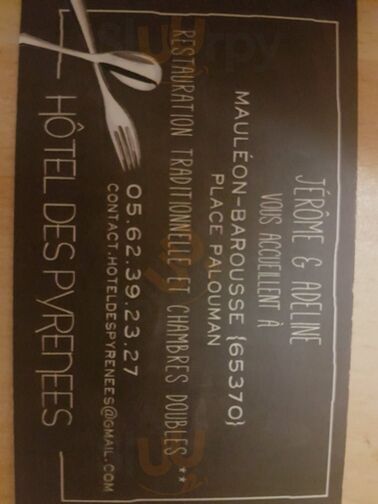 JÉRÔME & ADELINE
VOUS ACCUEILLENT À
MAULÉON-BAROUSSE {65370}
PLACE PALOUMAN
RESTAURATION TRADITIONNELLE ET CHAMBRES DOUBLES **
05.62.39.23.27
CONTACT.HOTELDESPYRENEES@GMAIL.COM
HÔTEL DES PYRENEES